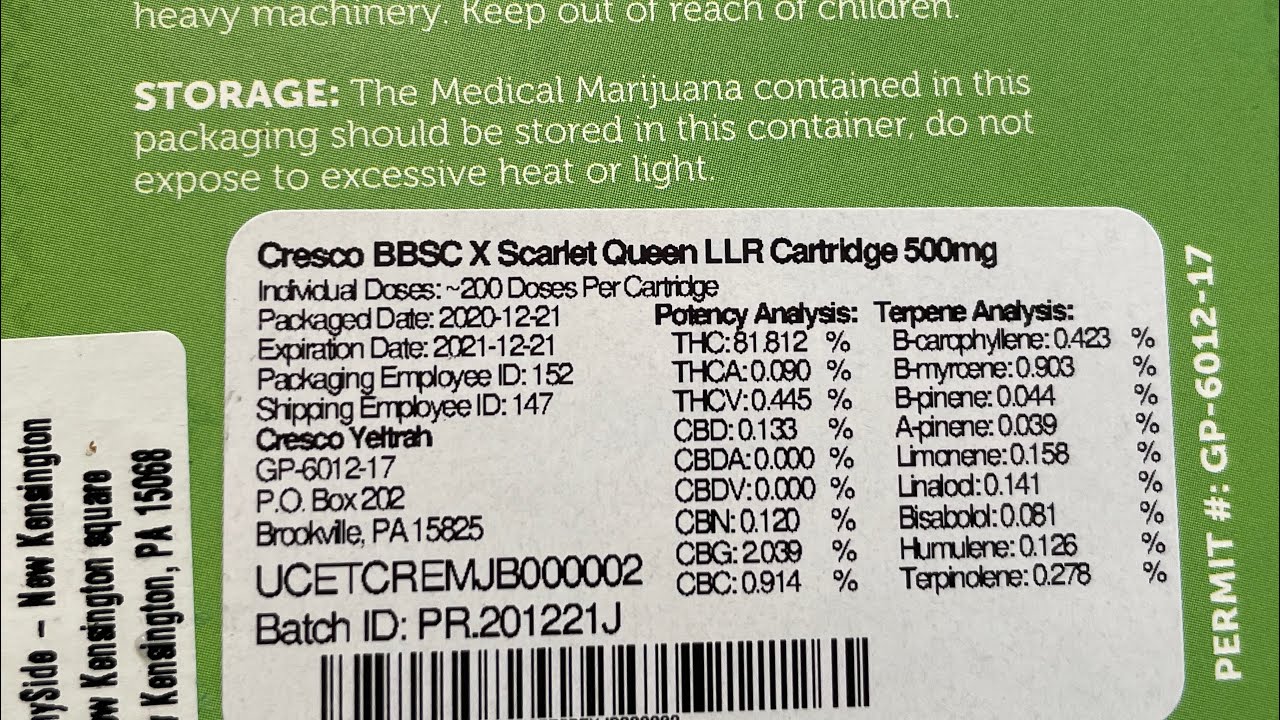 heavy machinery. Keep out of reach of children.
STORAGE: The Medical Marijuana contained in this
packaging should be stored in this container, do not
expose to excessive heat or light.
Cresco BBSC X Scarlet Queen LLR Cartridge 500mg
Individual Doses: ~200 Doses Per Cartridge
Packaged Date: 2020-12-21
Expiration Date: 2021-12-21
Packaging Employee ID: 152
Shipping Employee ID: 147
Cresco Yeltrah
GP-6012-17
P.O. Box 202
Brookville, PA 15825
UCETCREMJB000002
Batch ID: PR.201221J
Potency Analysis:
THC: 81.812 %
THCA: 0.090 %
THCV: 0.445 %
CBD: 0.133 %
CBDA: 0.000 %
CBDV: 0.000 %
CBN: 0.120 %
CBG: 2.039 %
CBC: 0.914 %
Terpene Analysis:
B-carophyllene: 0.423 %
B-myrcene: 0.903 %
B-pinene: 0.044 %
A-pinene: 0.039 %
Limonene: 0.158 %
Linalool: 0.141 %
Bisabolol: 0.081 %
Humulene: 0.126 %
Terpinolene: 0.278 %
PERMIT #: GP-6012-17
- New Kensington
Kensington square -
Kensington, PA 15068